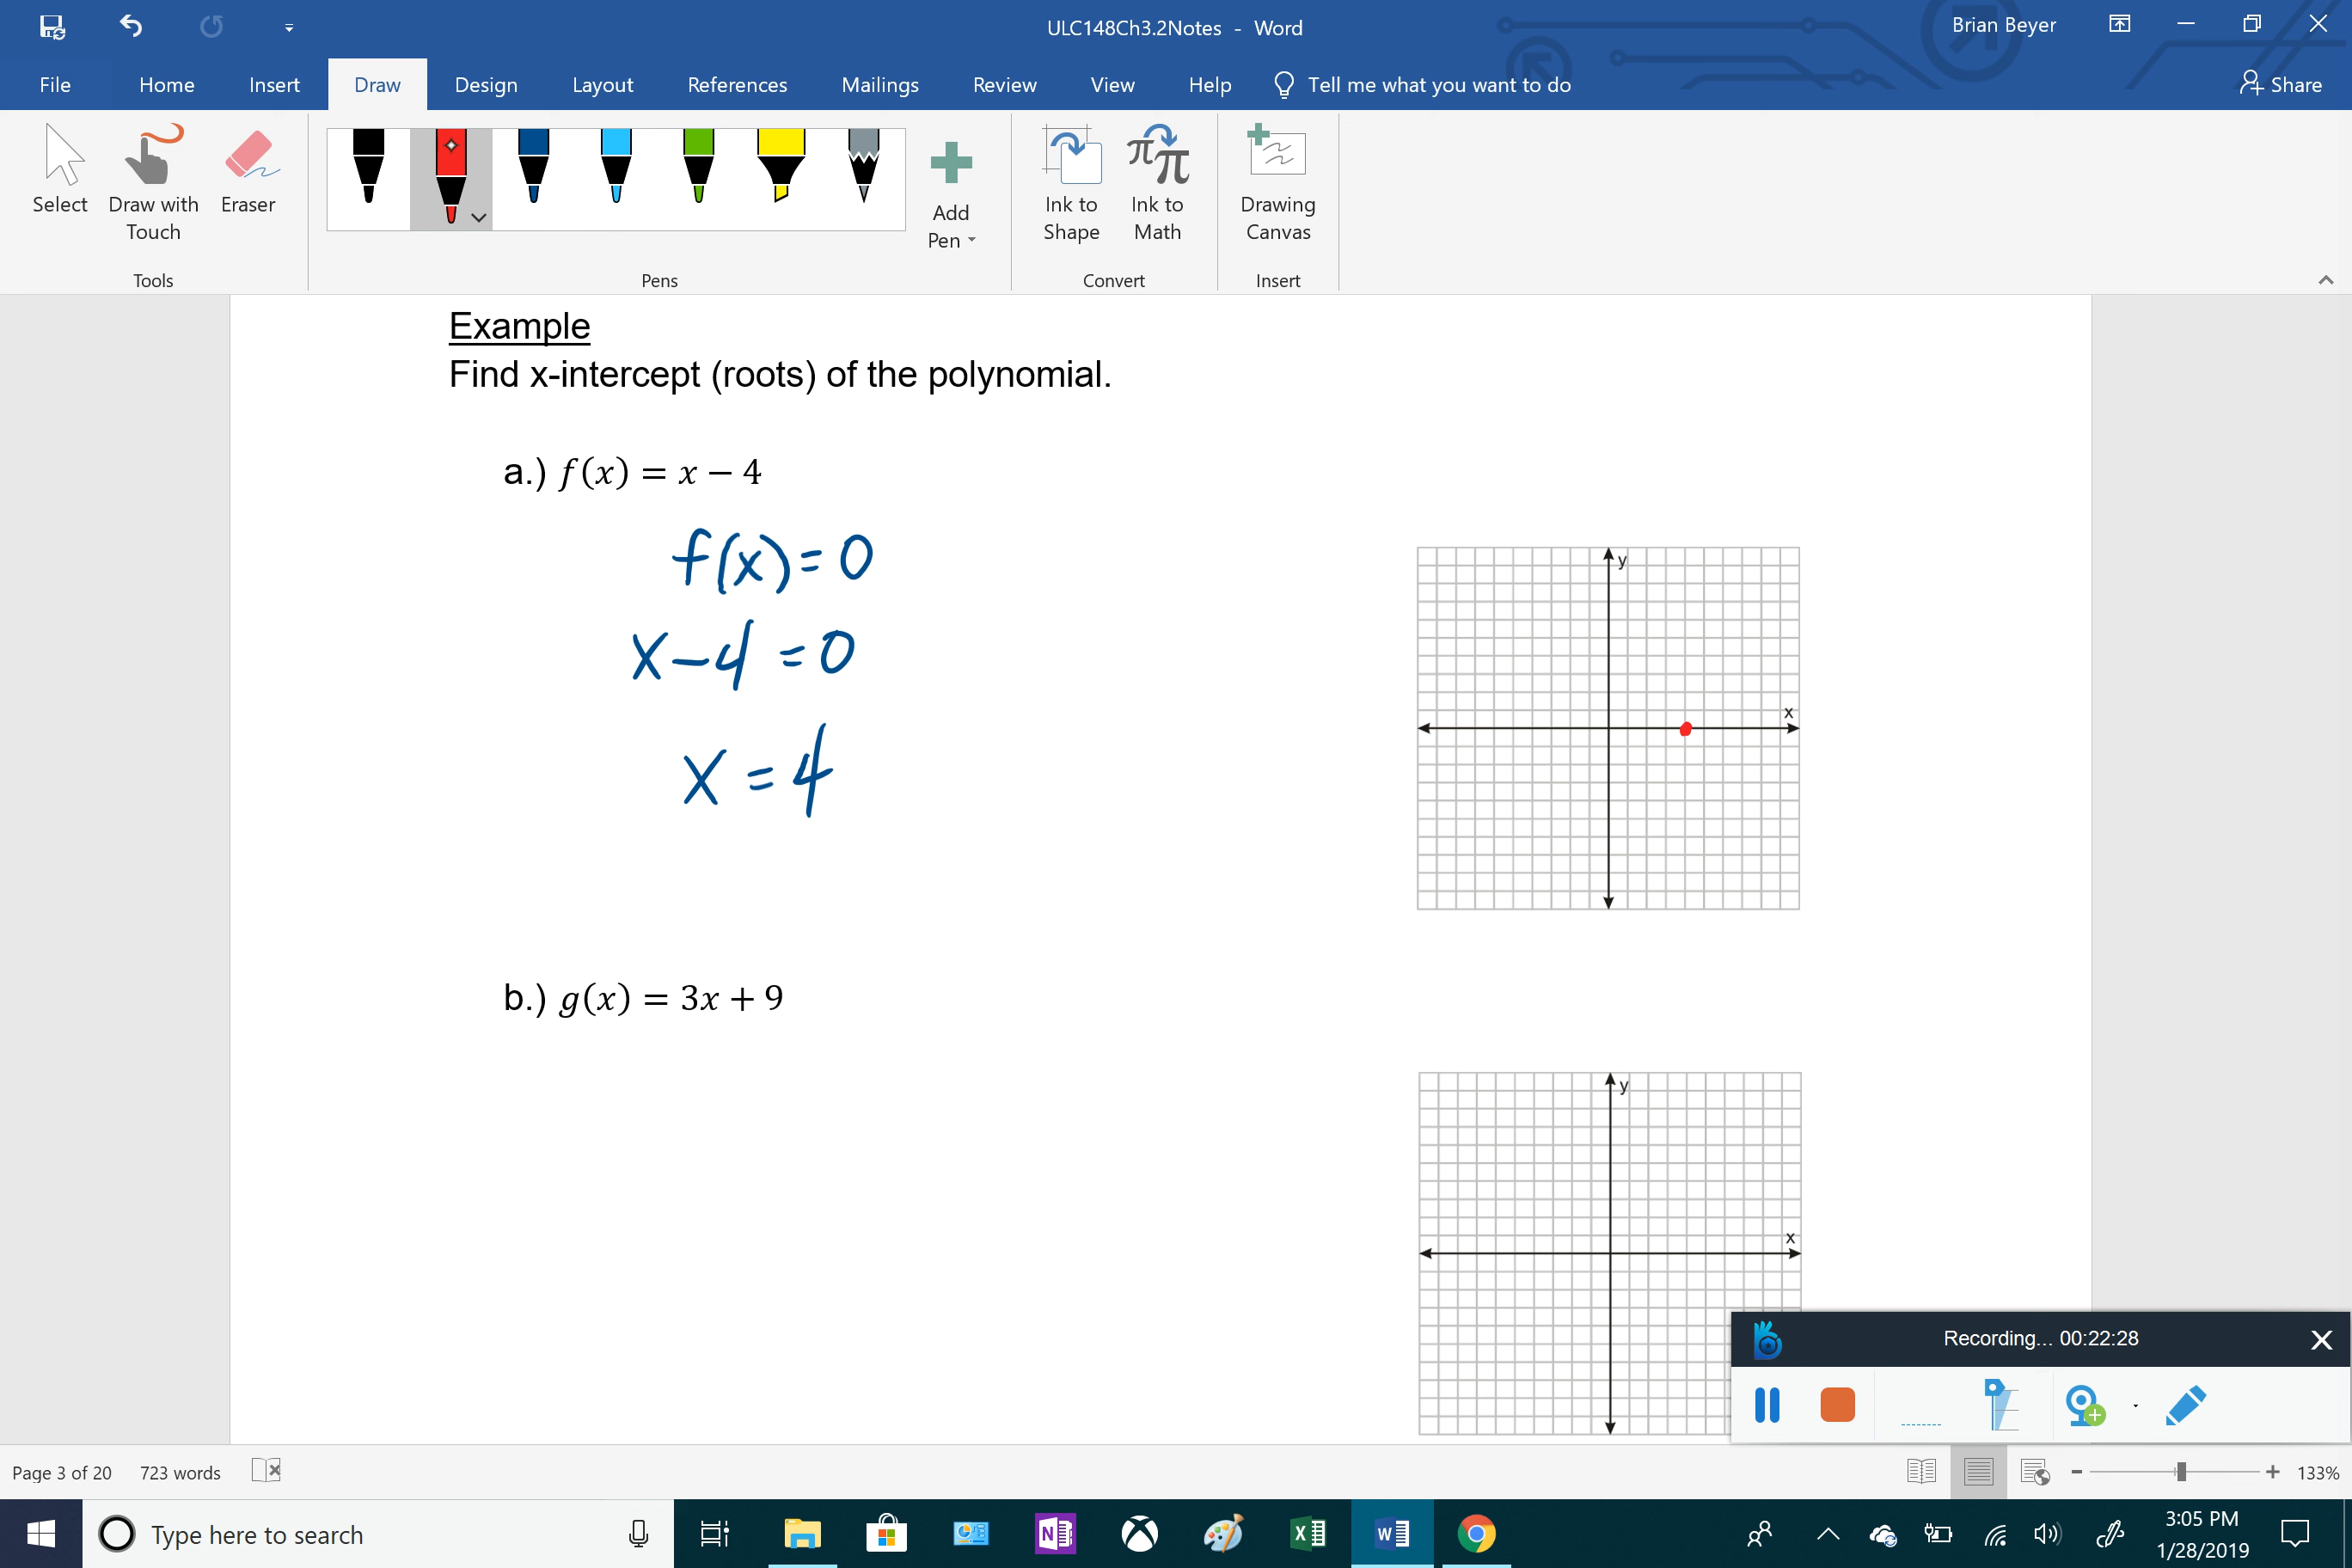 ULC148Ch3.2Notes - Word
Brian Beyer
File Home Insert Draw Design Layout References Mailings Review View Help Tell me what you want to do Share
Select
Draw with Touch
Eraser
Add Pen
Ink to Shape
Ink to Math
Drawing Canvas
Tools Pens Convert Insert
Example
Find x-intercept (roots) of the polynomial.
a.) f(x) = x − 4
f(x) = 0
x − 4 = 0
x = 4
y
x
b.) g(x) = 3x + 9
y
x
Recording... 00:22:28
Page 3 of 20 723 words 133%
Type here to search
3:05 PM
1/28/2019